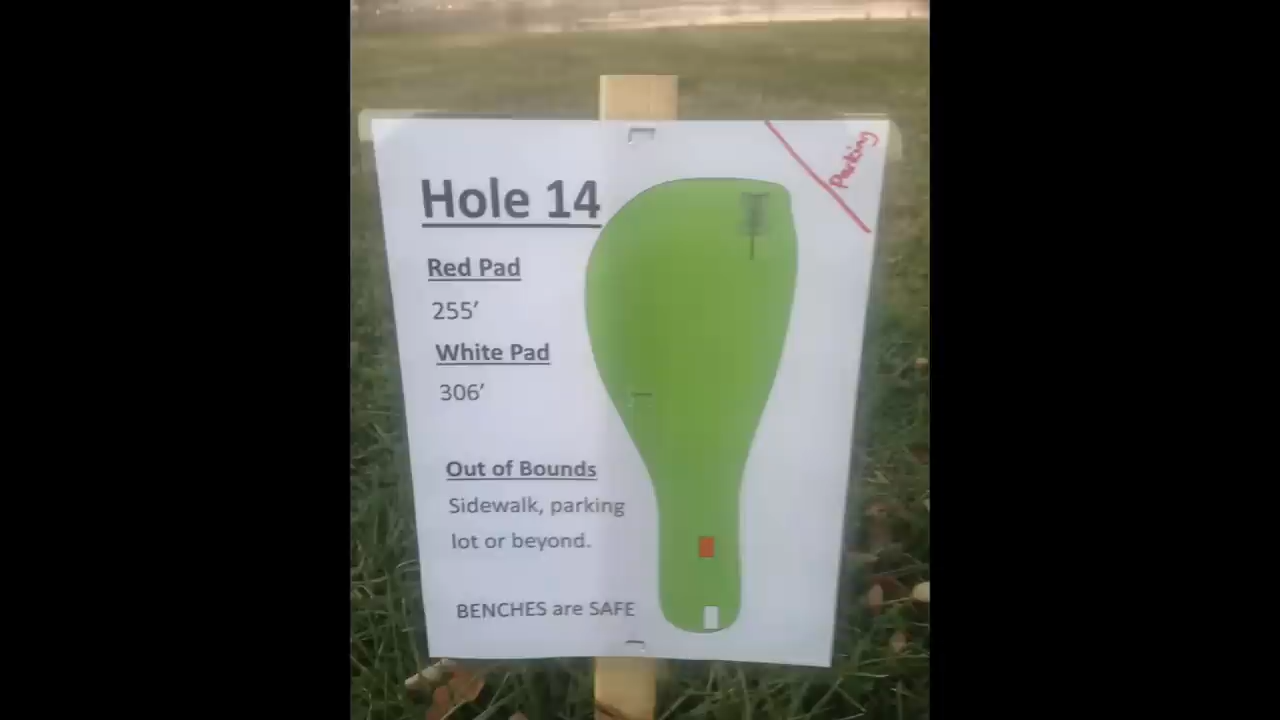 Parking
Hole 14
Red Pad
255’
White Pad
306’
Out of Bounds
Sidewalk, parking
lot or beyond.
BENCHES are SAFE